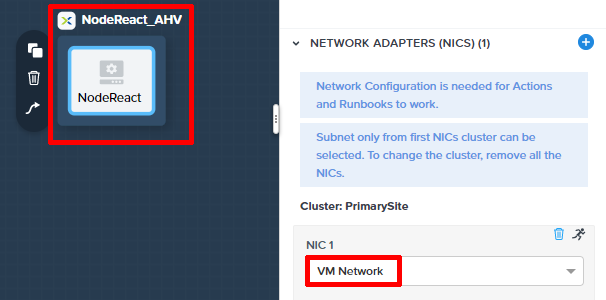 NodeReact_AHV
NodeReact
NETWORK ADAPTERS (NICS) (1)
Network Configuration is needed for Actions
and Runbooks to work.
Subnet only from first NICs cluster can be
selected. To change the cluster, remove all the
NICs.
Cluster: PrimarySite
NIC 1
VM Network